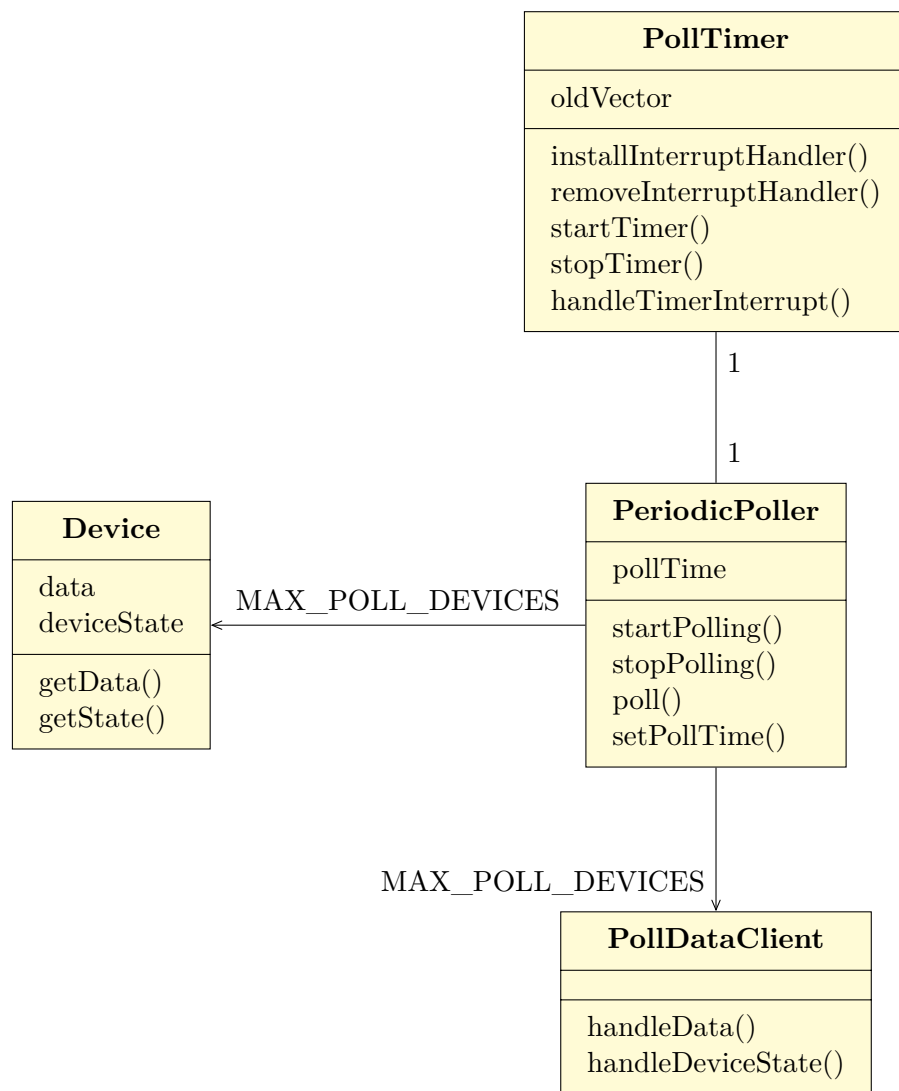 PollTimer
oldVector
installInterruptHandler()
removeInterruptHandler()
startTimer()
stopTimer()
handleTimerInterrupt()
1
1
Device
data
deviceState
getData()
getState()
MAX_POLL_DEVICES
PeriodicPoller
pollTime
startPolling()
stopPolling()
poll()
setPollTime()
MAX_POLL_DEVICES
PollDataClient
handleData()
handleDeviceState()